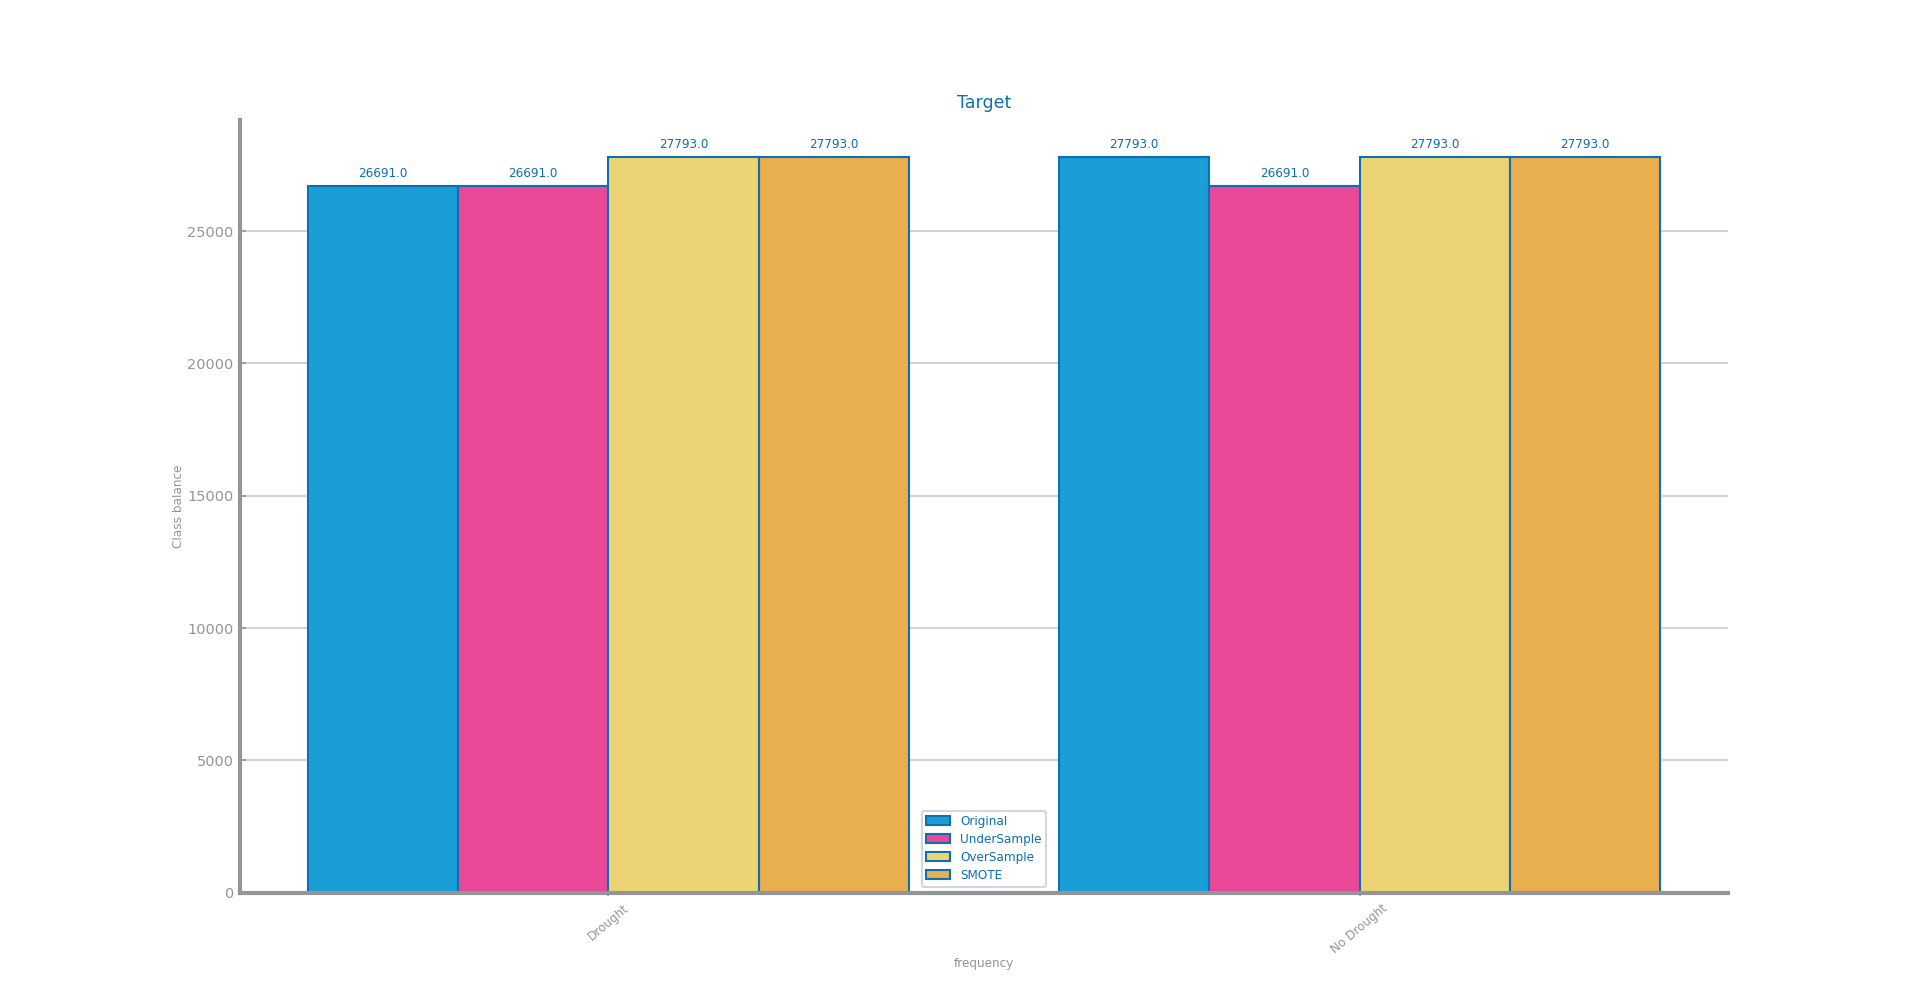 Target
27793.0 27793.0 27793.0 27793.0 27793.0
26691.0 26691.0 26691.0
25000
20000
15000
10000
5000
0
Class balance
Original
UnderSample
OverSample
SMOTE
Drought
No Drought
frequency